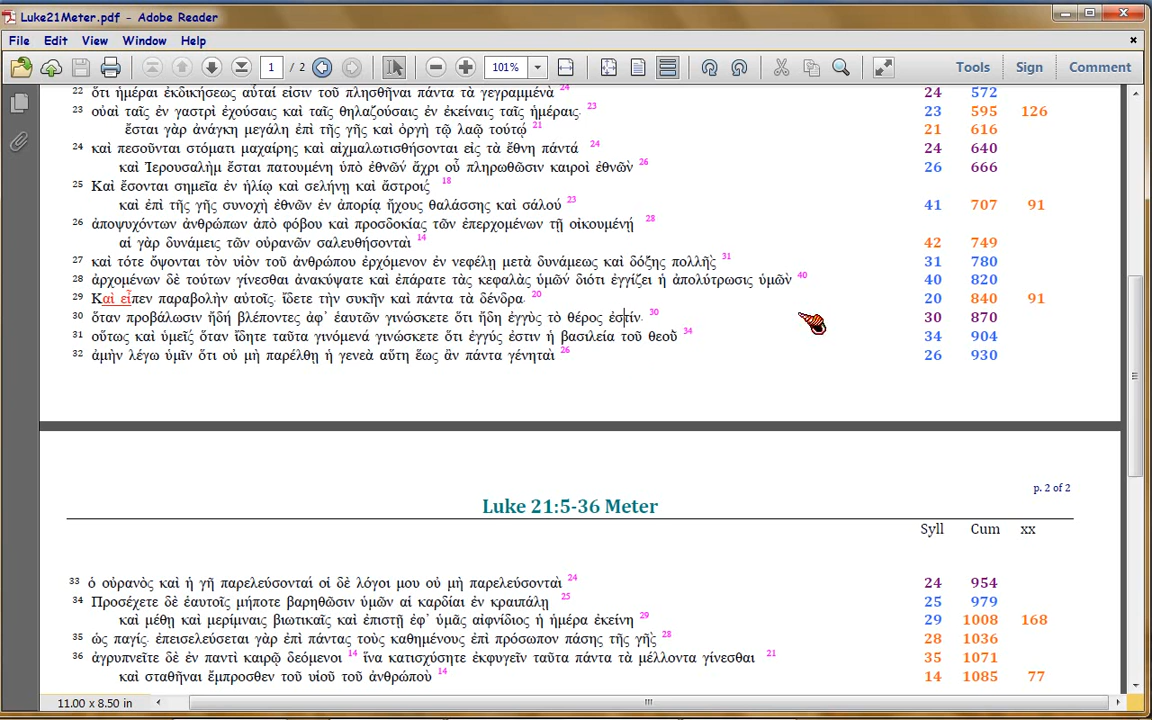 Luke21Meter.pdf - Adobe Reader
File Edit View Window Help
1 / 2 101% Tools Sign Comment
22 ὅτι ἡμέραι ἐκδικήσεως αὗταί εἰσιν τοῦ πλησθῆναι πάντα τὰ γεγραμμένὰ 24 24 572
23 οὐαὶ ταῖς ἐν γαστρὶ ἐχούσαις καὶ ταῖς θηλαζούσαις ἐν ἐκείναις ταῖς ἡμέραις· 23 23 595 126
ἔσται γὰρ ἀνάγκη μεγάλη ἐπὶ τῆς γῆς καὶ ὀργὴ τῷ λαῷ τούτῳ 21 21 616
24 καὶ πεσοῦνται στόματι μαχαίρης καὶ αἰχμαλωτισθήσονται εἰς τὰ ἔθνη πάντά 24 24 640
καὶ Ἰερουσαλὴμ ἔσται πατουμένη ὑπὸ ἐθνῶν ἄχρι οὗ πληρωθῶσιν καιροὶ ἐθνῶν 26 26 666
25 Καὶ ἔσονται σημεῖα ἐν ἡλίῳ καὶ σελήνῃ καὶ ἄστροις 18
καὶ ἐπὶ τῆς γῆς συνοχὴ ἐθνῶν ἐν ἀπορίᾳ ἤχους θαλάσσης καὶ σάλού 23 41 707 91
26 ἀποψυχόντων ἀνθρώπων ἀπὸ φόβου καὶ προσδοκίας τῶν ἐπερχομένων τῇ οἰκουμένῃ 28
αἱ γὰρ δυνάμεις τῶν οὐρανῶν σαλευθήσονταὶ 14 42 749
27 καὶ τότε ὄψονται τὸν υἱὸν τοῦ ἀνθρώπου ἐρχόμενον ἐν νεφέλῃ μετὰ δυνάμεως καὶ δόξης πολλῆς 31 31 780
28 ἀρχομένων δὲ τούτων γίνεσθαι ἀνακύψατε καὶ ἐπάρατε τὰς κεφαλὰς ὑμῶν διότι ἐγγίζει ἡ ἀπολύτρωσις ὑμῶν 40 40 820
29 Καὶ εἶπεν παραβολὴν αὐτοῖς· ἴδετε τὴν συκῆν καὶ πάντα τὰ δένδρα· 20 20 840 91
30 ὅταν προβάλωσιν ἤδή βλέποντες ἀφ’ ἑαυτῶν γινώσκετε ὅτι ἤδη ἐγγὺς τὸ θέρος ἐστίν· 30 30 870
31 οὕτως καὶ ὑμεῖς ὅταν ἴδητε ταῦτα γινόμενά γινώσκετε ὅτι ἐγγύς ἐστιν ἡ βασιλεία τοῦ θεοῦ 34 34 904
32 ἀμὴν λέγω ὑμῖν ὅτι οὐ μὴ παρέλθῃ ἡ γενεὰ αὕτη ἕως ἂν πάντα γένηταὶ 26 26 930
p. 2 of 2
Luke 21:5-36 Meter
Syll Cum xx
33 ὁ οὐρανὸς καὶ ἡ γῆ παρελεύσονταί οἱ δὲ λόγοι μου οὐ μὴ παρελεύσονταὶ 24 24 954
34 Προσέχετε δὲ ἑαυτοῖς μήποτε βαρηθῶσιν ὑμῶν αἱ καρδίαι ἐν κραιπάλῃ 25 25 979
καὶ μέθῃ καὶ μερίμναις βιωτικαῖς καὶ ἐπιστῇ ἐφ’ ὑμᾶς αἰφνίδιος ἡ ἡμέρα ἐκείνη 29 29 1008 168
35 ὡς παγίς· ἐπεισελεύσεται γὰρ ἐπὶ πάντας τοὺς καθημένους ἐπὶ πρόσωπον πάσης τῆς γῆς 28 28 1036
36 ἀγρυπνεῖτε δὲ ἐν παντὶ καιρῷ δεόμενοι 14 ἵνα κατισχύσητε ἐκφυγεῖν ταῦτα πάντα τὰ μέλλοντα γίνεσθαι 21 35 1071
καὶ σταθῆναι ἔμπροσθεν τοῦ υἱοῦ τοῦ ἀνθρώποὺ 14 14 1085 77
11.00 x 8.50 in